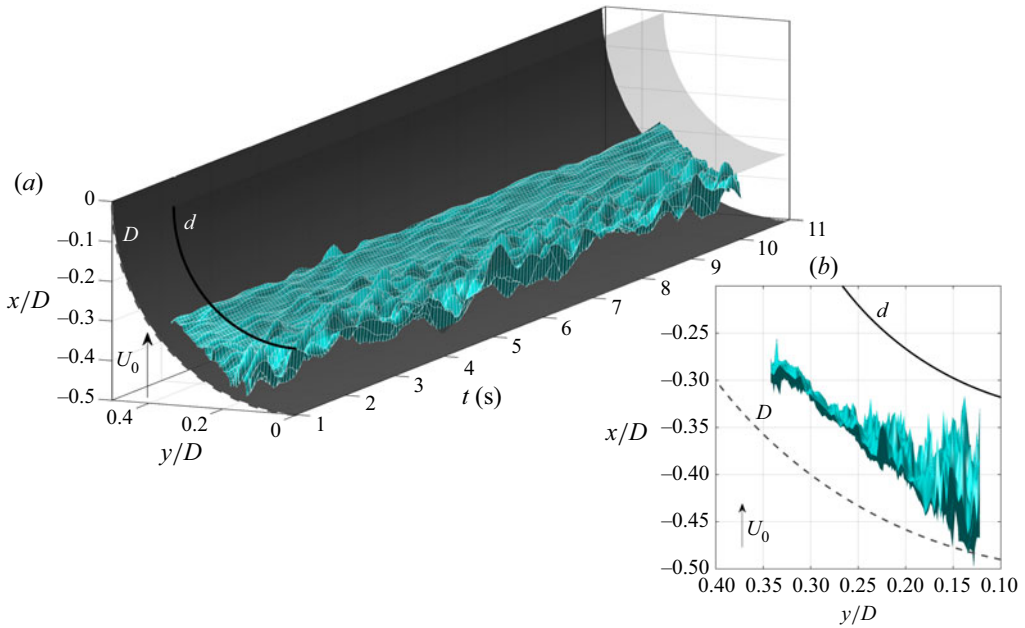 (a)
0
–0.1
–0.2
–0.3
–0.4
–0.5
x/D
D
d
U0
0.4
0.2
0
y/D
1
2
3
4
5
6
7
8
9
10
11
t (s)
(b)
–0.25
–0.30
–0.35
–0.40
–0.45
–0.50
x/D
d
D
U0
0.40 0.35 0.30 0.25 0.20 0.15 0.10
y/D